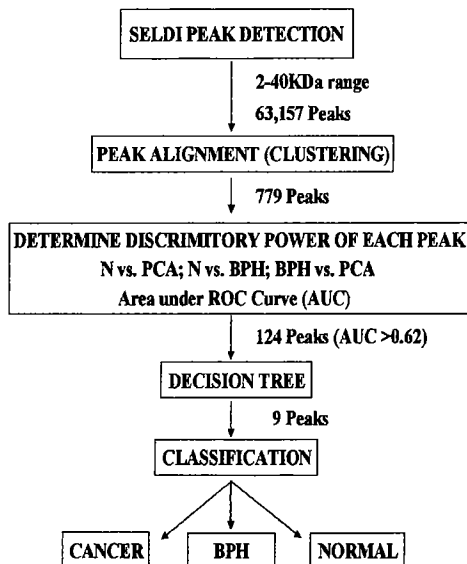 SELDI PEAK DETECTION
2-40KDa range
63,157 Peaks
PEAK ALIGNMENT (CLUSTERING)
779 Peaks
DETERMINE DISCRIMITORY POWER OF EACH PEAK
N vs. PCA; N vs. BPH; BPH vs. PCA
Area under ROC Curve (AUC)
124 Peaks (AUC >0.62)
DECISION TREE
9 Peaks
CLASSIFICATION
CANCER BPH NORMAL